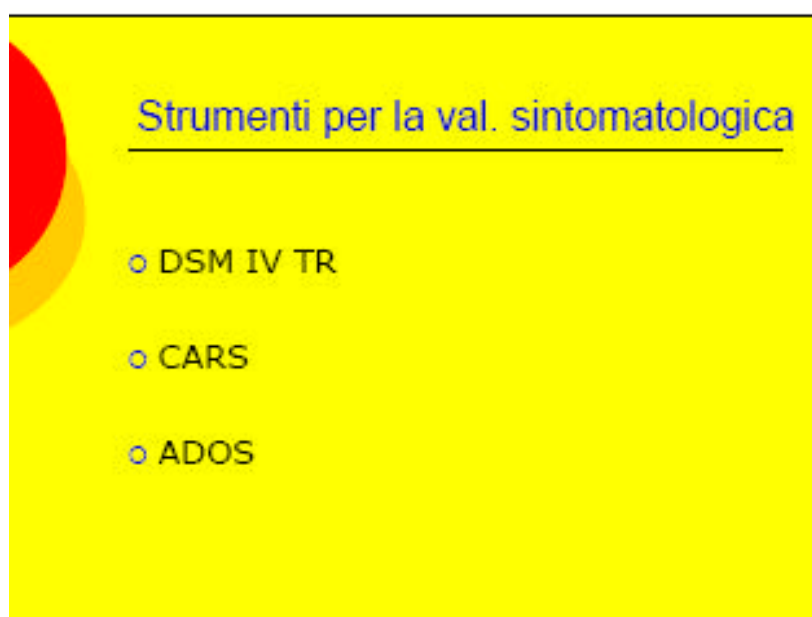 Strumenti per la val. sintomatologica
DSM IV TR
CARS
ADOS